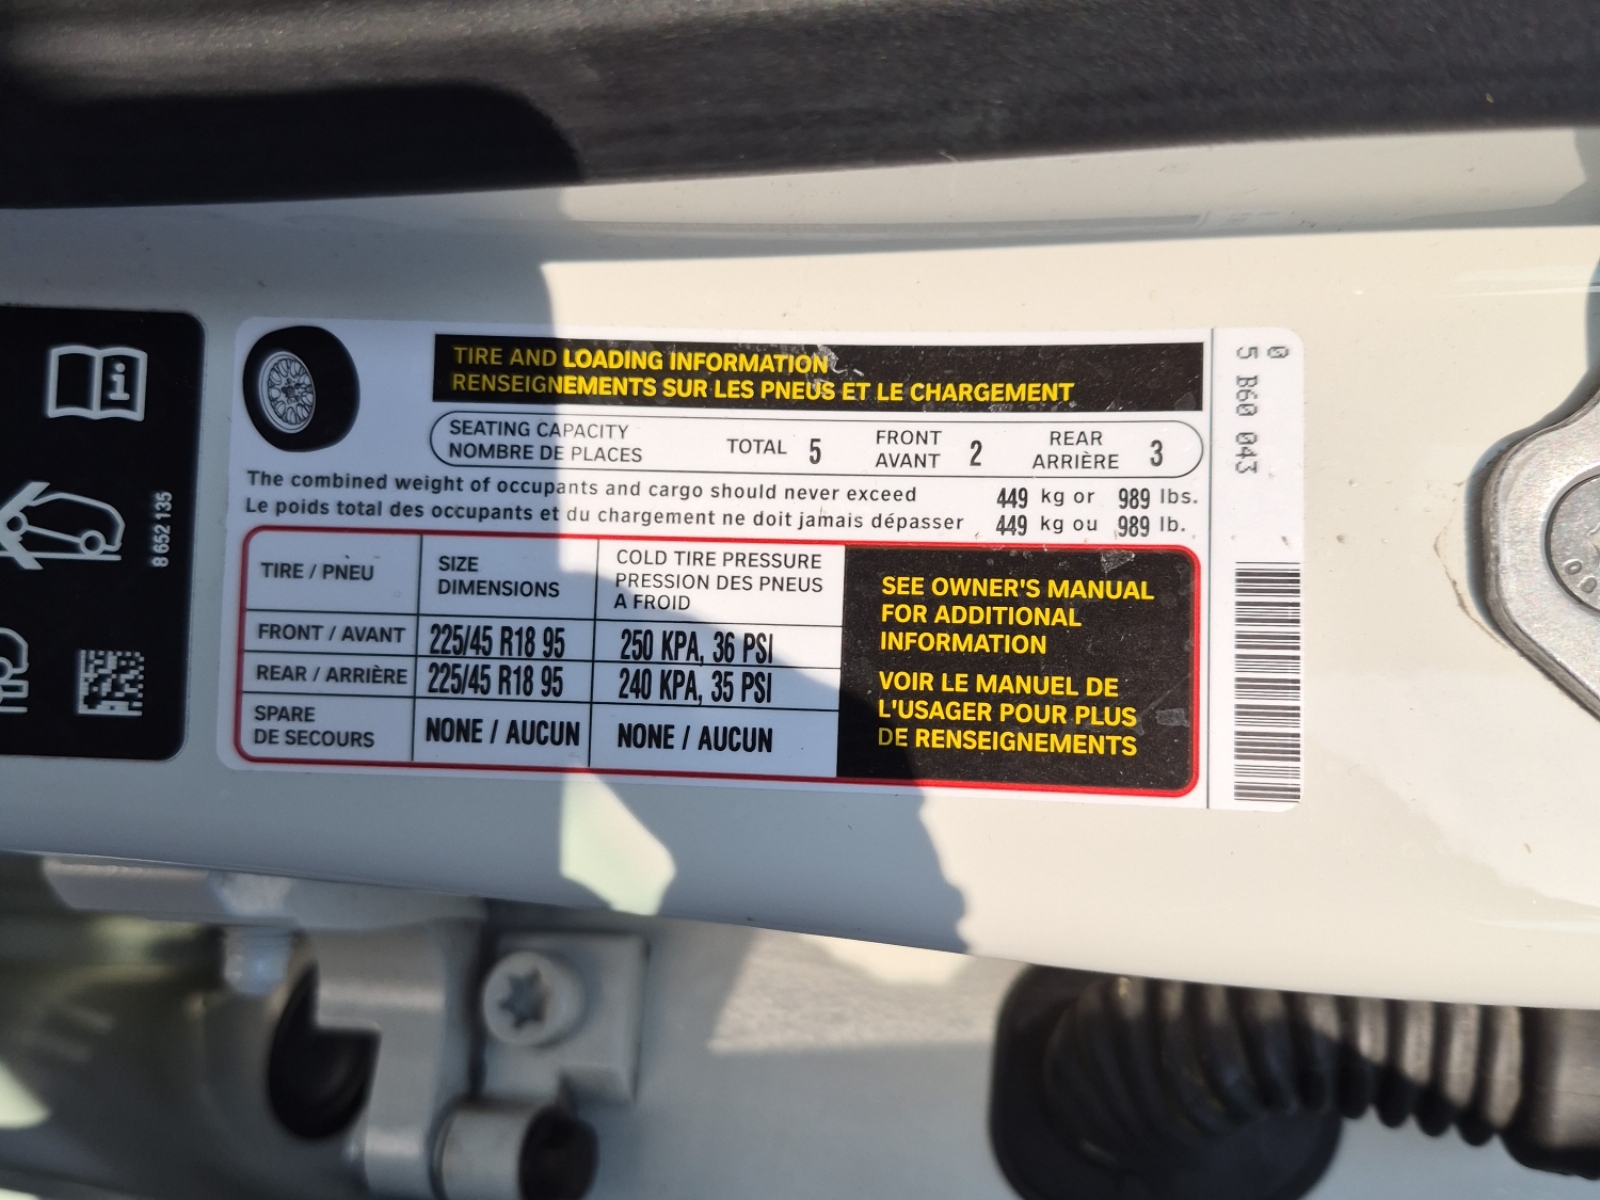 TIRE AND LOADING INFORMATION
RENSEIGNEMENTS SUR LES PNEUS ET LE CHARGEMENT
SEATING CAPACITY
NOMBRE DE PLACES
TOTAL 5
FRONT
AVANT 2
REAR
ARRIÈRE 3
The combined weight of occupants and cargo should never exceed 449 kg or 989 lbs.
Le poids total des occupants et du chargement ne doit jamais dépasser 449 kg ou 989 lb.
TIRE / PNEU
SIZE
DIMENSIONS
COLD TIRE PRESSURE
PRESSION DES PNEUS
A FROID
FRONT / AVANT 225/45 R18 95 250 KPA, 36 PSI
REAR / ARRIÈRE 225/45 R18 95 240 KPA, 35 PSI
SPARE
DE SECOURS
NONE / AUCUN NONE / AUCUN
SEE OWNER'S MANUAL
FOR ADDITIONAL
INFORMATION
VOIR LE MANUEL DE
L'USAGER POUR PLUS
DE RENSEIGNEMENTS
0
5 B60 043
8 652 135